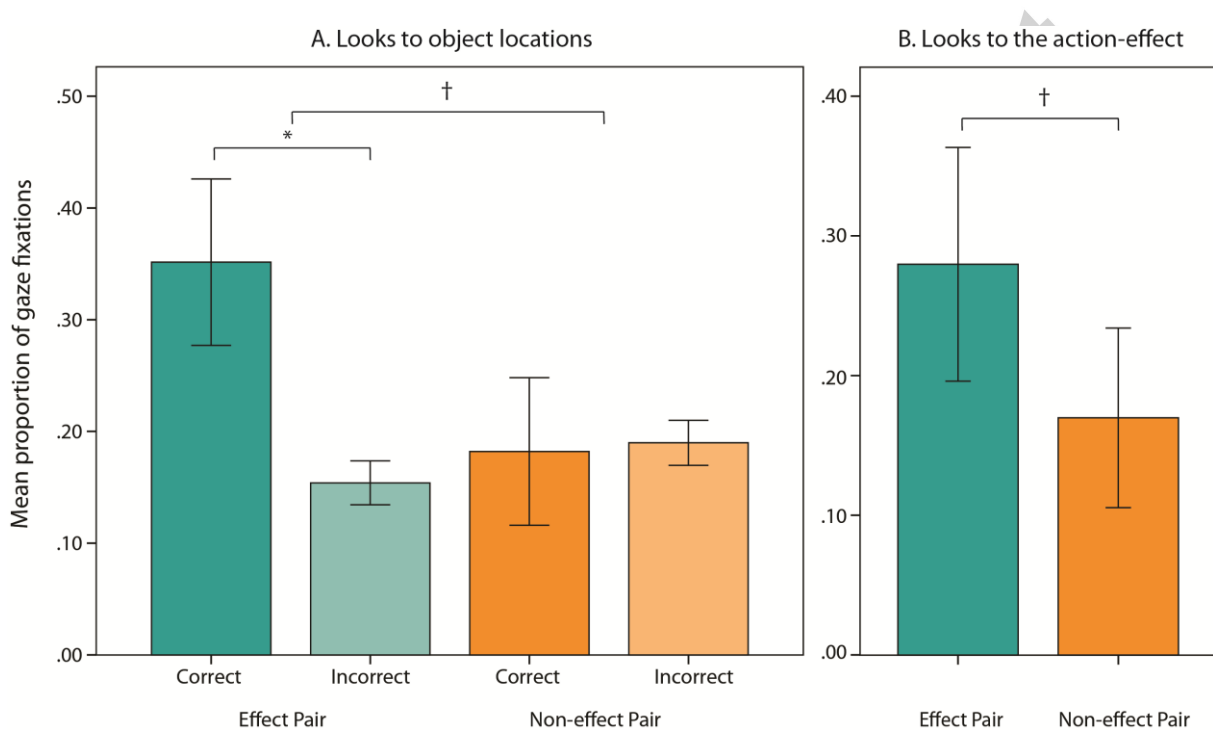 A. Looks to object locations
B. Looks to the action-effect
Mean proportion of gaze fixations
.50
.40
.30
.20
.10
.00
†
*
Correct
Incorrect
Correct
Incorrect
Effect Pair
Non-effect Pair
.40
.30
.20
.10
.00
†
Effect Pair
Non-effect Pair